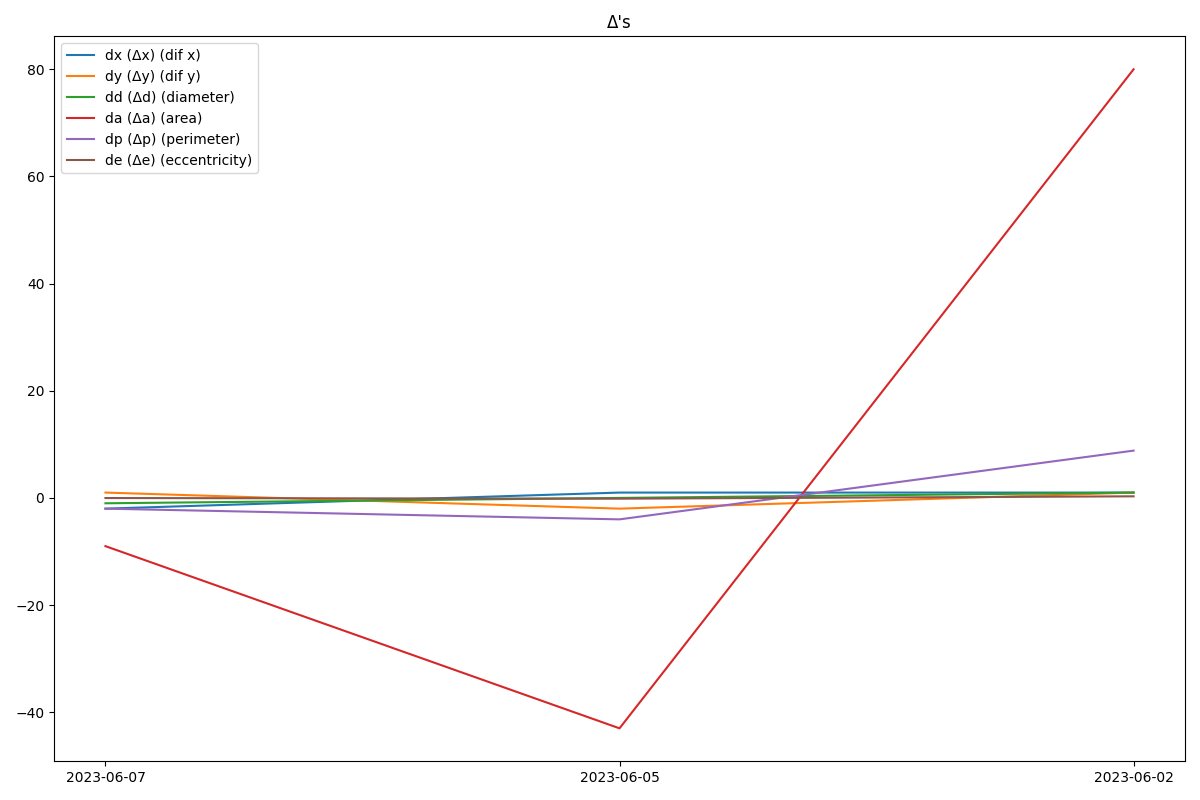 Δ's
dx (Δx) (dif x)
dy (Δy) (dif y)
dd (Δd) (diameter)
da (Δa) (area)
dp (Δp) (perimeter)
de (Δe) (eccentricity)
80
60
40
20
0
−20
−40
2023-06-07
2023-06-05
2023-06-02